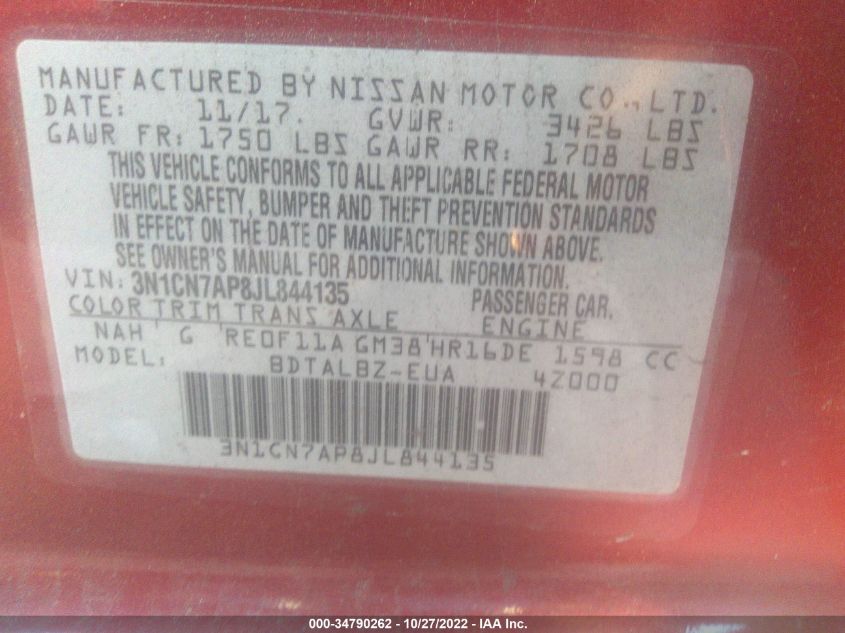 MANUFACTURED BY NISSAN MOTOR CO., LTD.
DATE: 11/17. GVWR: 3426 LBS
GAWR FR: 1750 LBS GAWR RR: 1708 LBS
THIS VEHICLE CONFORMS TO ALL APPLICABLE FEDERAL MOTOR
VEHICLE SAFETY, BUMPER AND THEFT PREVENTION STANDARDS
IN EFFECT ON THE DATE OF MANUFACTURE SHOWN ABOVE.
SEE OWNER'S MANUAL FOR ADDITIONAL INFORMATION.
VIN: 3N1CN7AP8JL844135 PASSENGER CAR.
COLOR TRIM TRANS AXLE ENGINE
NAH G RE0F11A GM38 HR16DE 1598 CC
MODEL: BDTALBZ-EUA 4Z000
3N1CN7AP8JL844135
000-34790262 - 10/27/2022 - IAA Inc.